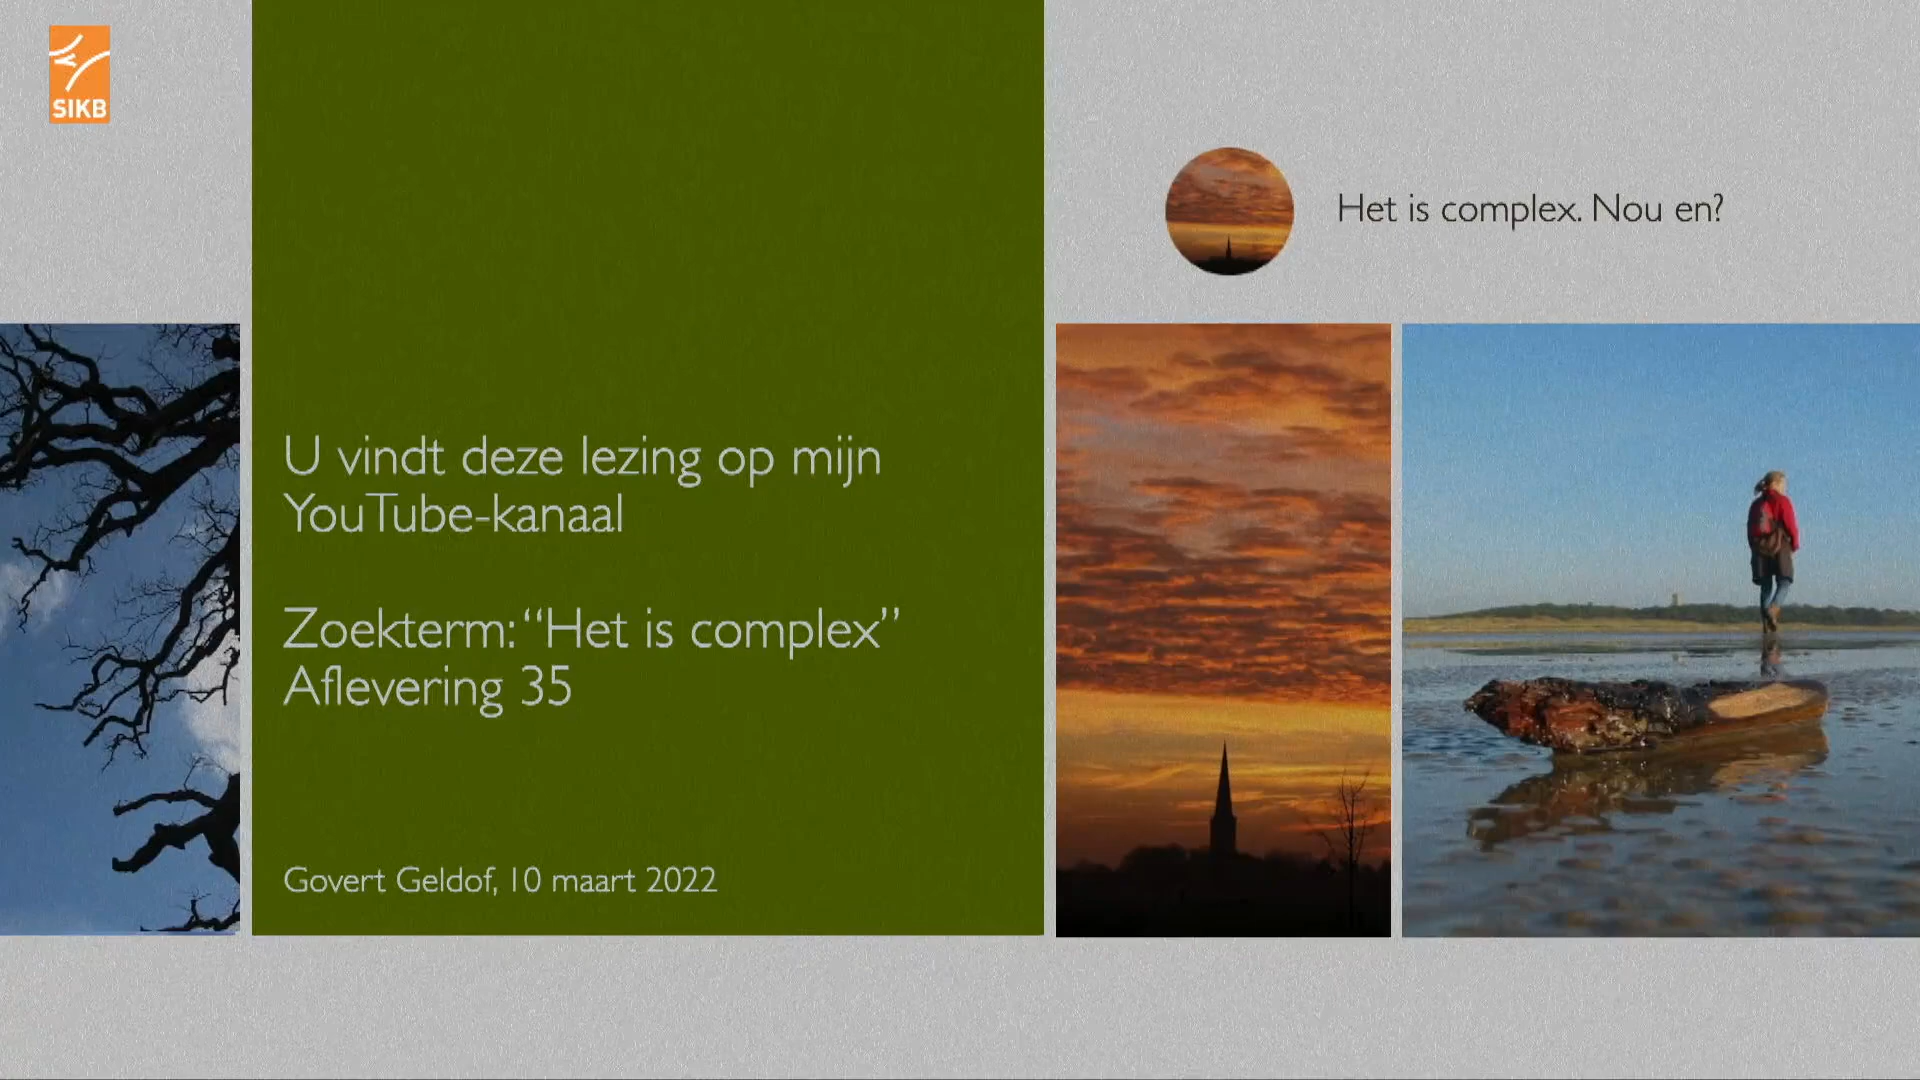 SIKB
Het is complex. Nou en?
U vindt deze lezing op mijn
YouTube-kanaal
Zoekterm: “Het is complex”
Aflevering 35
Govert Geldof, 10 maart 2022